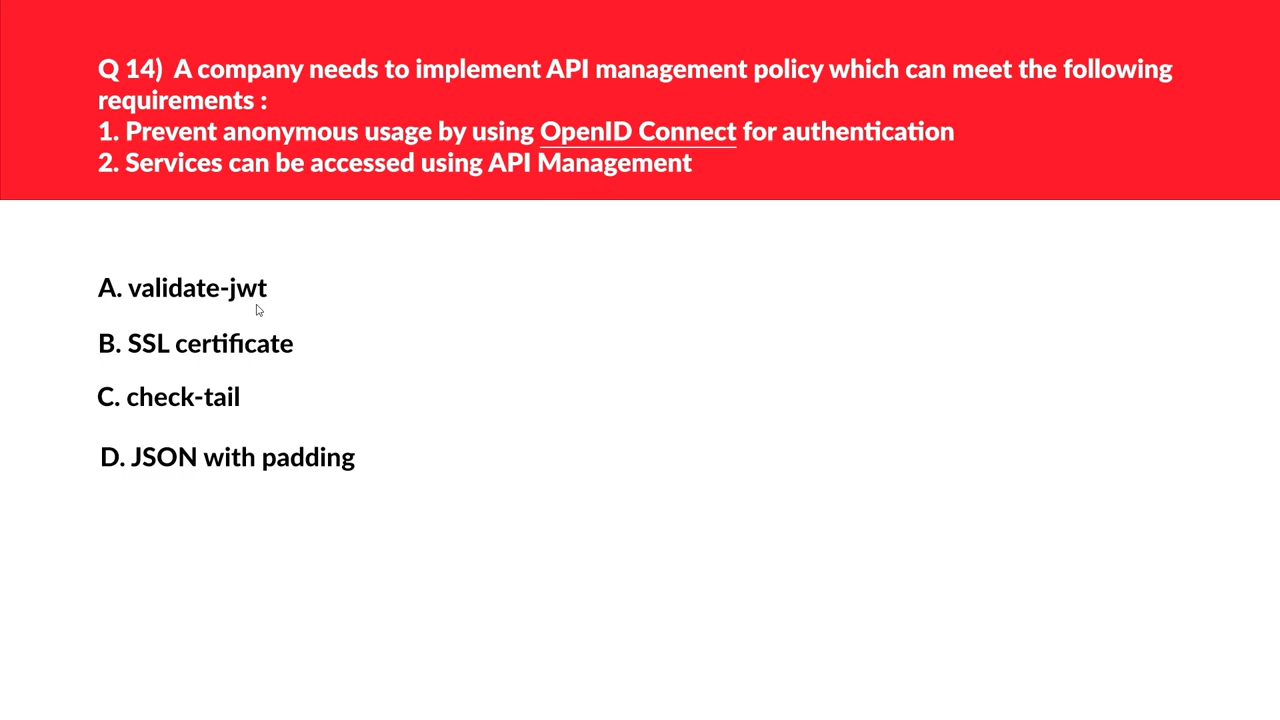 Q 14) A company needs to implement API management policy which can meet the following
requirements :
1. Prevent anonymous usage by using OpenID Connect for authentication
2. Services can be accessed using API Management
A. validate-jwt
B. SSL certificate
C. check-tail
D. JSON with padding